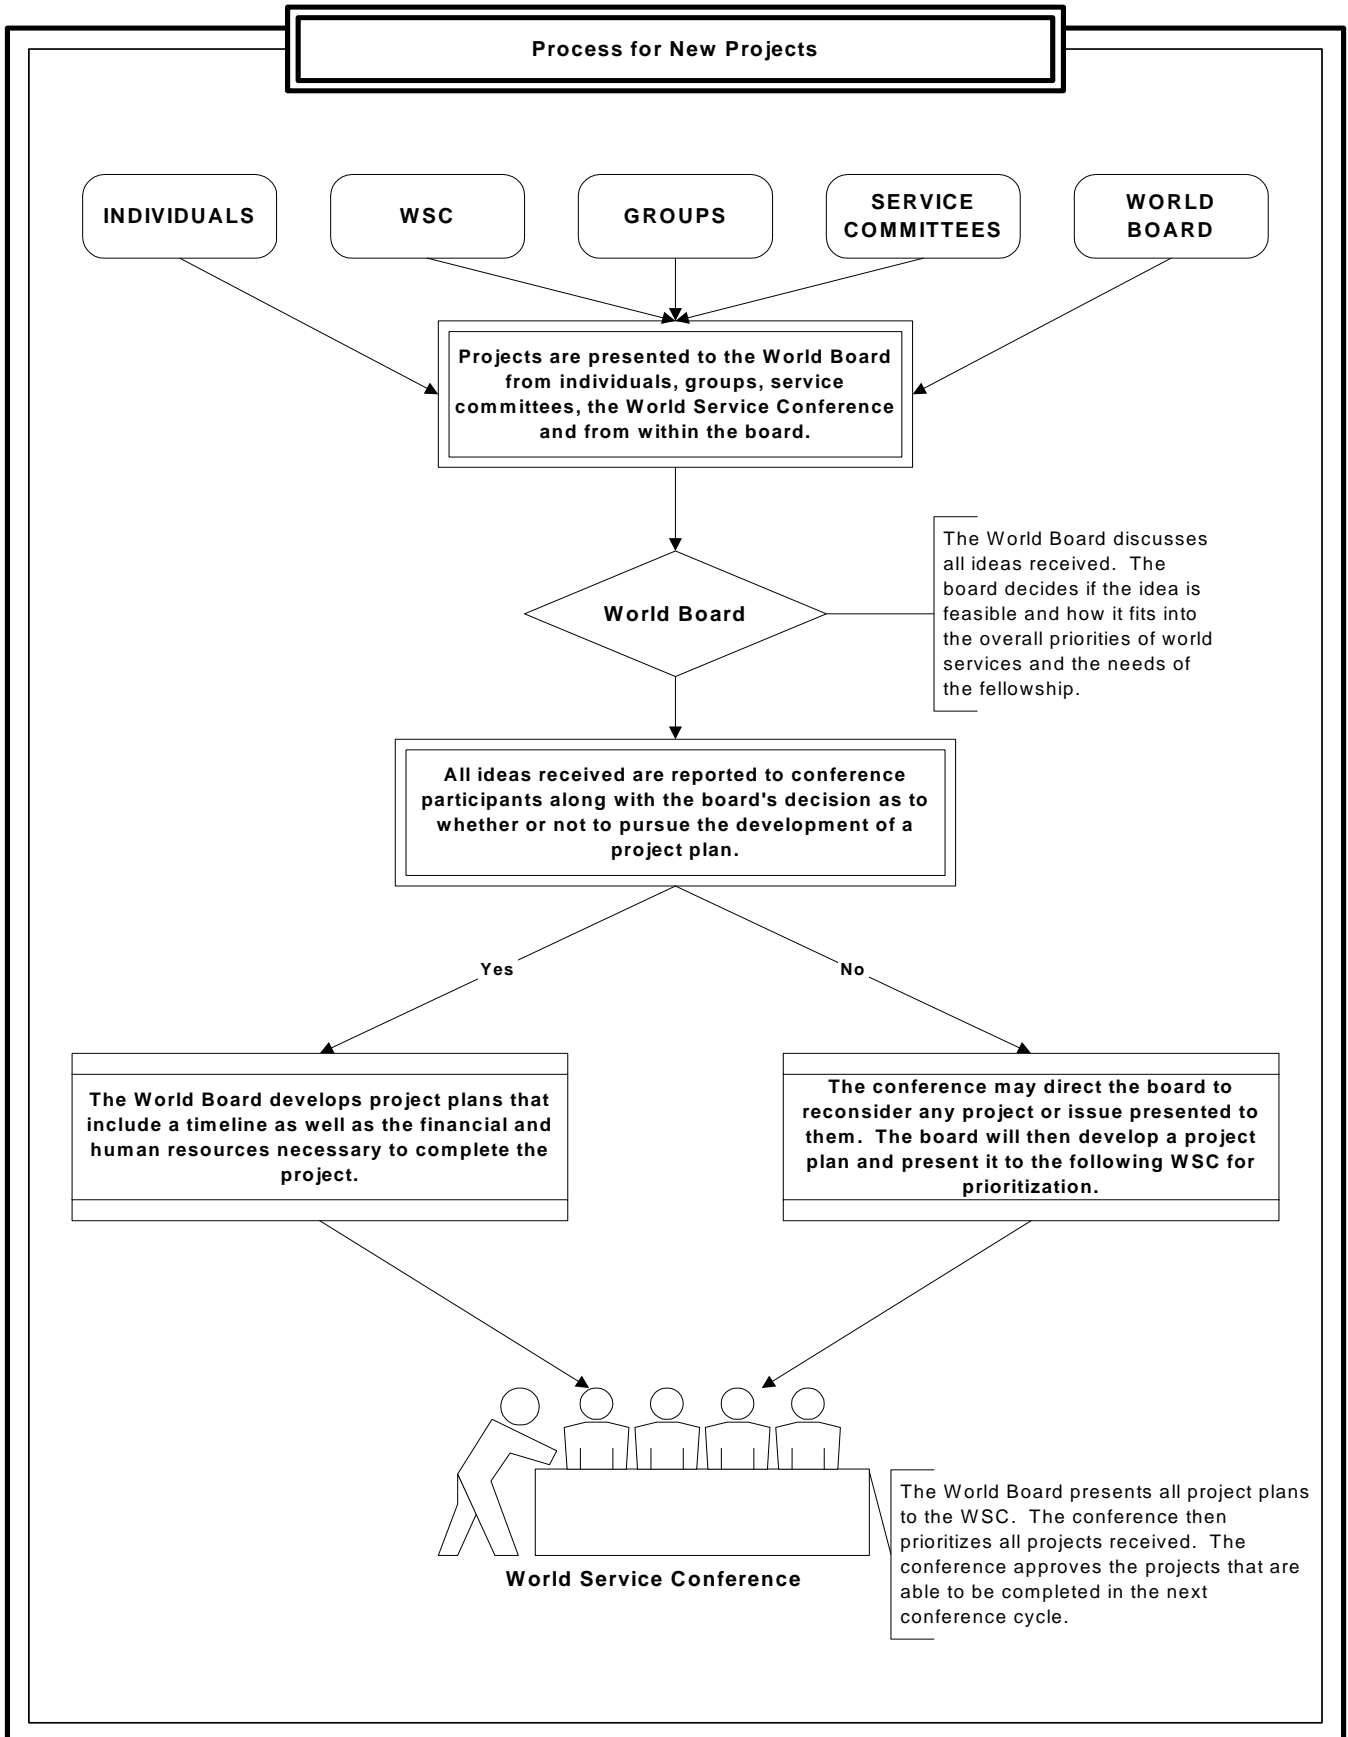 Process for New Projects
INDIVIDUALS
WSC
GROUPS
SERVICE
COMMITTEES
WORLD
BOARD
Projects are presented to the World Board
from individuals, groups, service
committees, the World Service Conference
and from within the board.
World Board
The World Board discusses
all ideas received.  The
board decides if the idea is
feasible and how it fits into
the overall priorities of world
services and the needs of
the fellowship.
All ideas received are reported to conference
participants along with the board's decision as to
whether or not to pursue the development of a
project plan.
Yes
No
The World Board develops project plans that
include a timeline as well as the financial and
human resources necessary to complete the
project.
The conference may direct the board to
reconsider any project or issue presented to
them.  The board will then develop a project
plan and present it to the following WSC for
prioritization.
World Service Conference
The World Board presents all project plans
to the WSC.  The conference then
prioritizes all projects received.  The
conference approves the projects that are
able to be completed in the next
conference cycle.